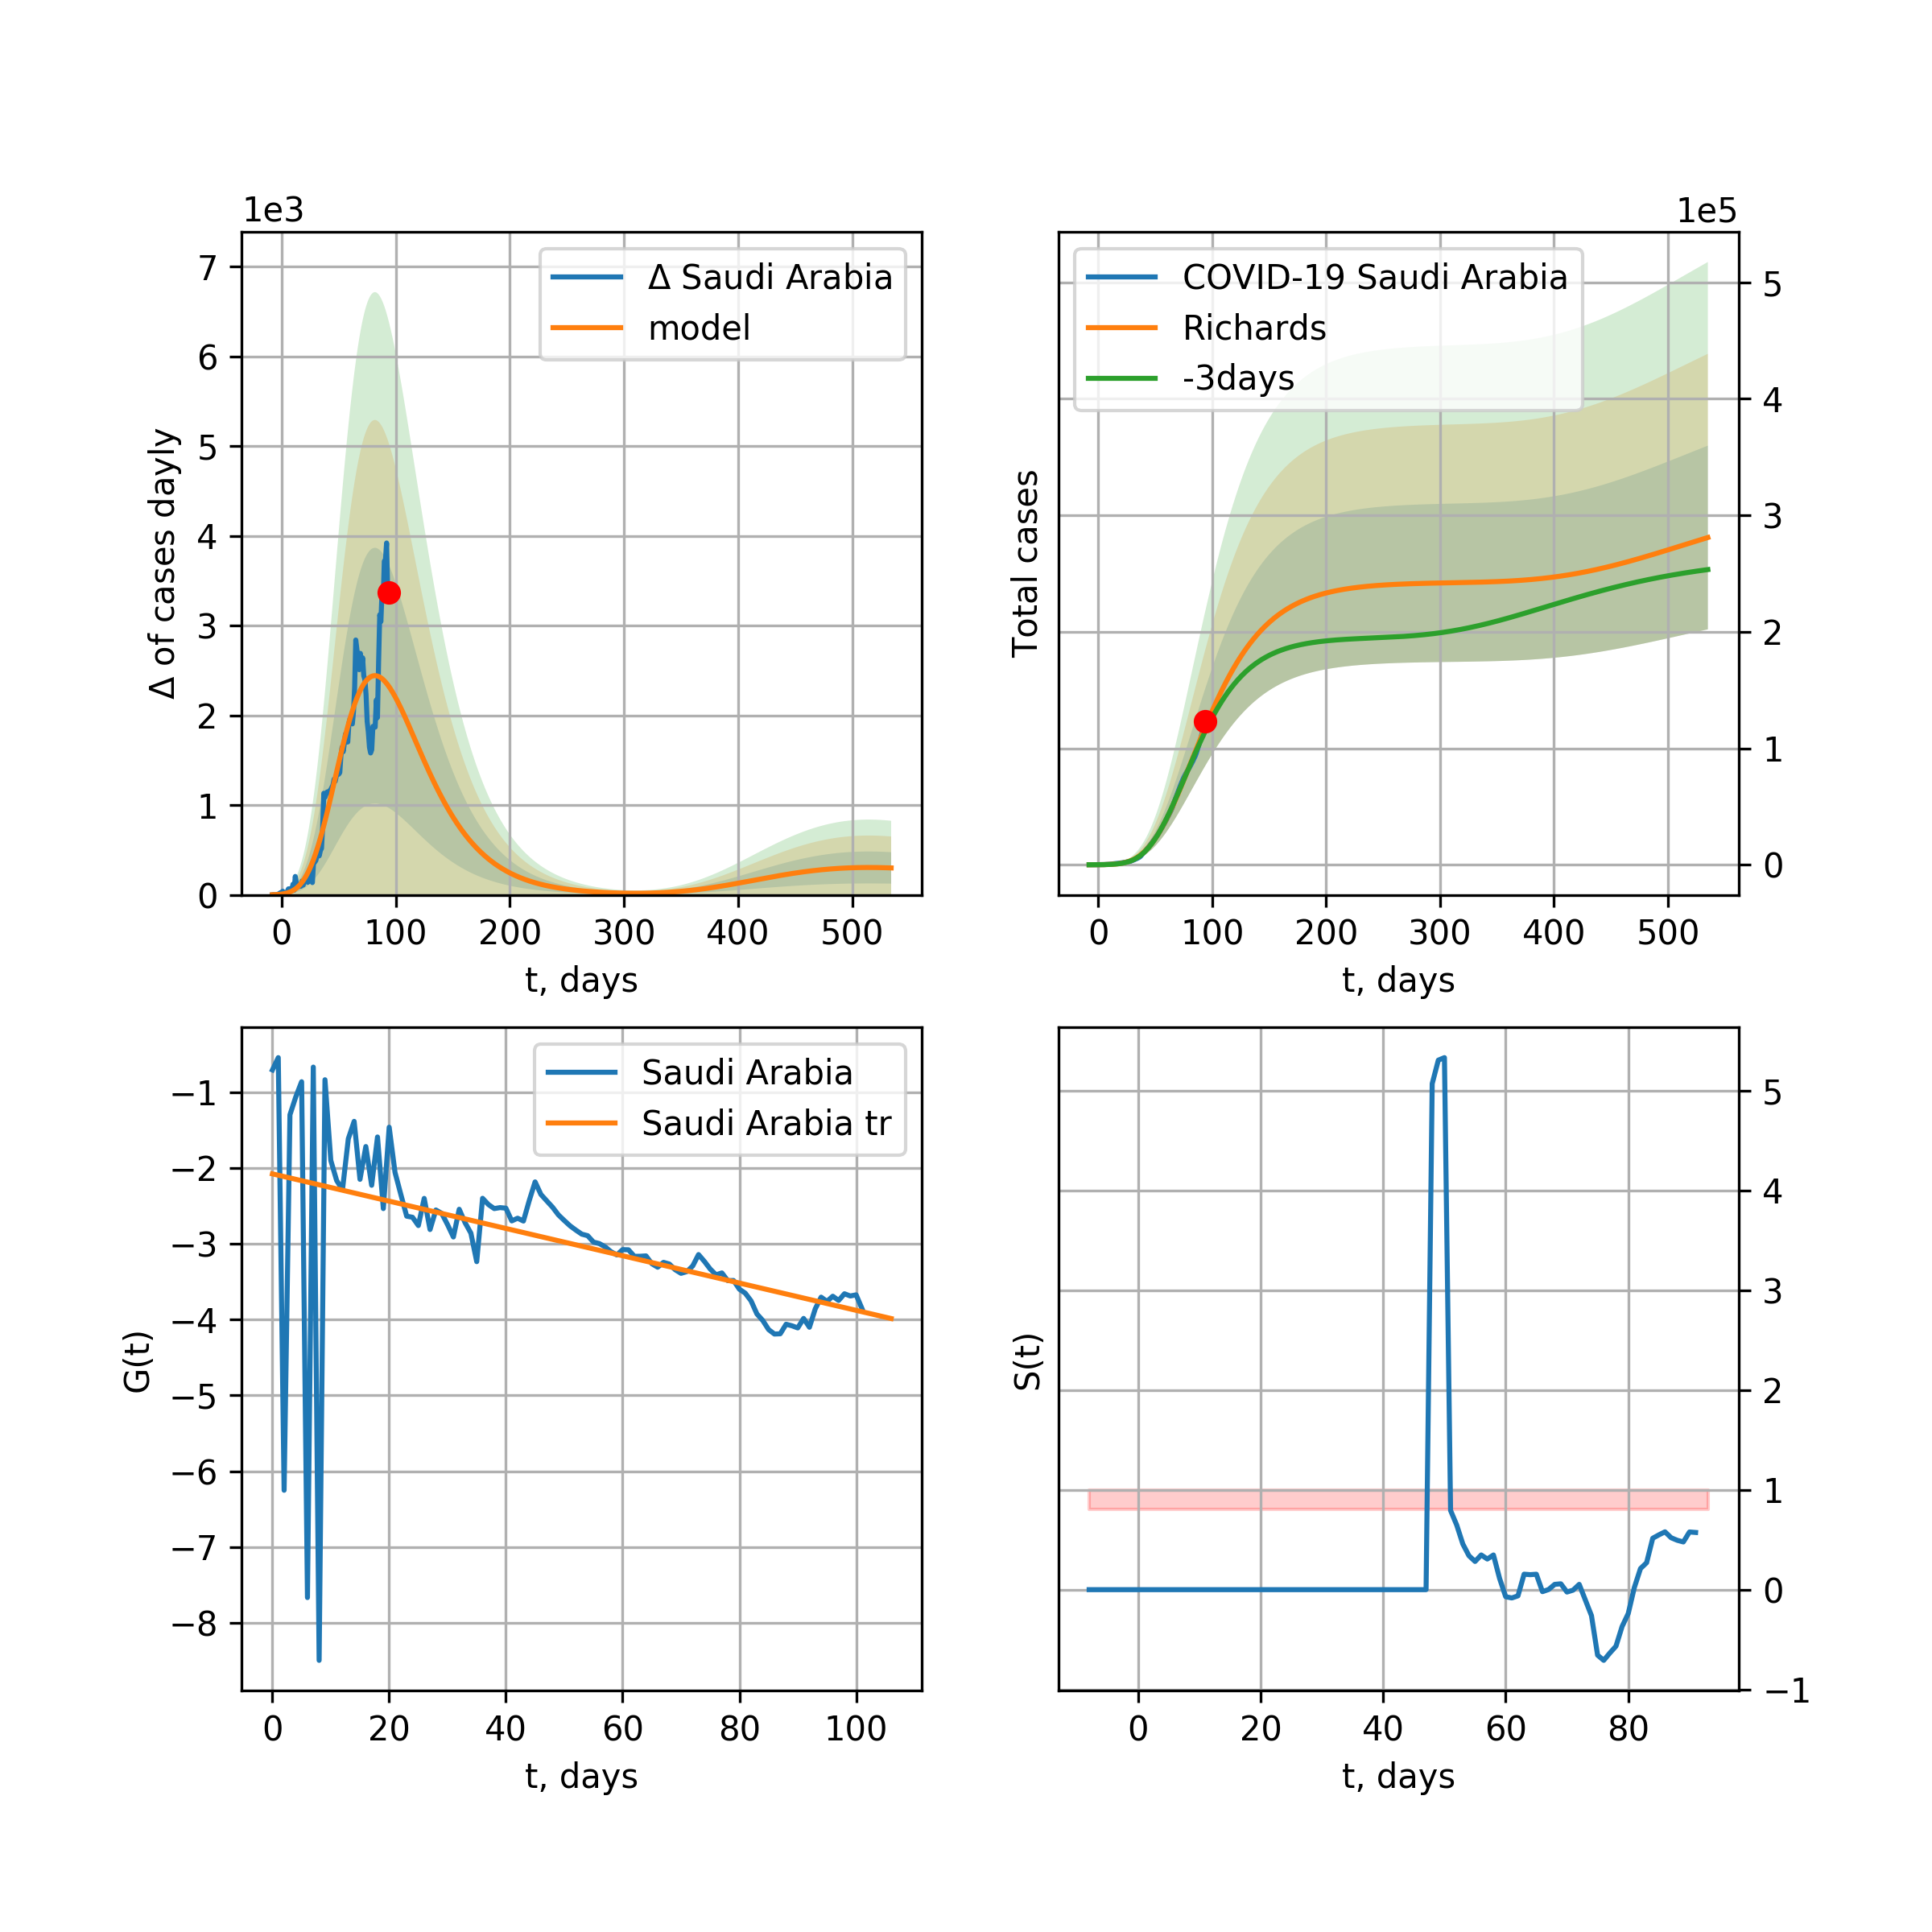 1e3
7
6
5
4
3
2
1
0
Δ of cases dayly
Δ Saudi Arabia
model
0 100 200 300 400 500
t, days
1e5
COVID-19 Saudi Arabia
Richards
-3days
Total cases
5
4
3
2
1
0
0 100 200 300 400 500
t, days
Saudi Arabia
Saudi Arabia tr
G(t)
−1
−2
−3
−4
−5
−6
−7
−8
0 20 40 60 80 100
t, days
S(t)
5
4
3
2
1
0
−1
0 20 40 60 80
t, days